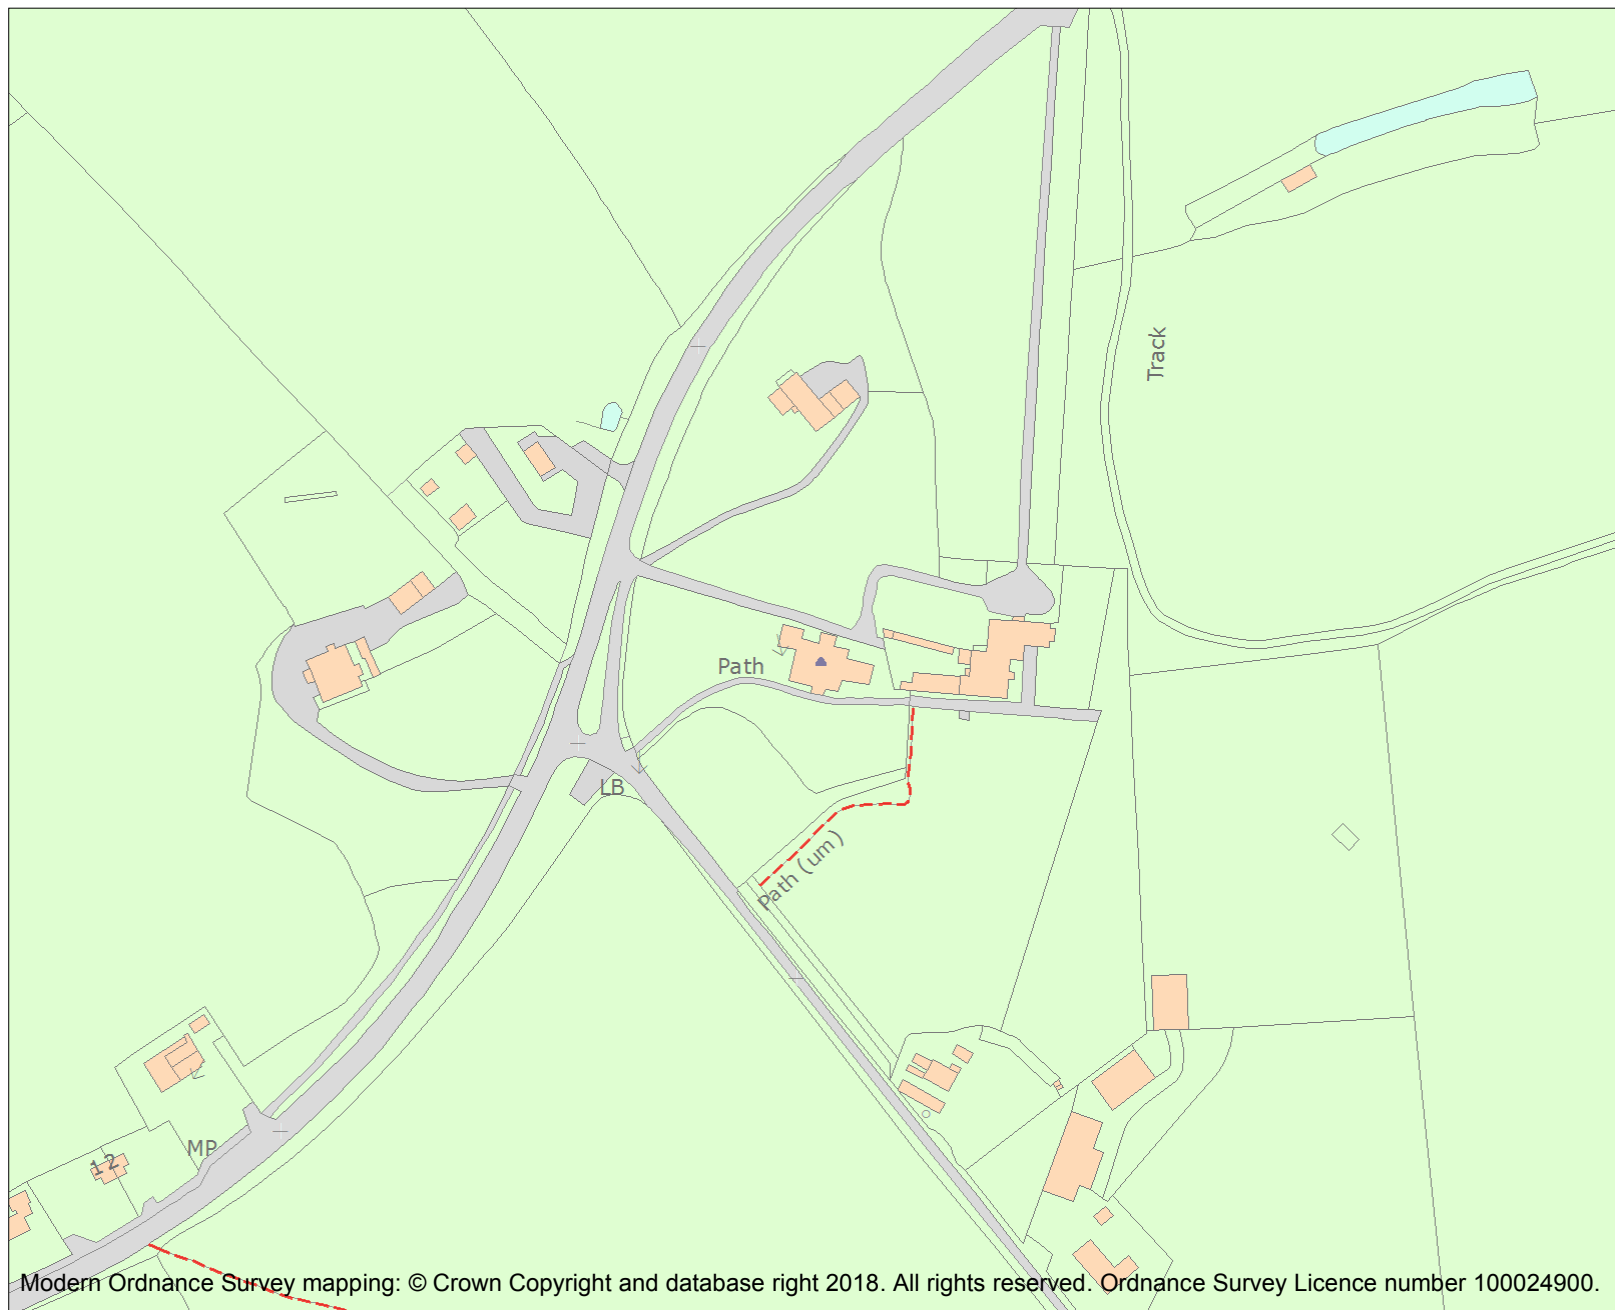 Track
Path
LB
Path (um)
MP
12
Modern Ordnance Survey mapping: © Crown Copyright and database right 2018. All rights reserved. Ordnance Survey Licence number 100024900.